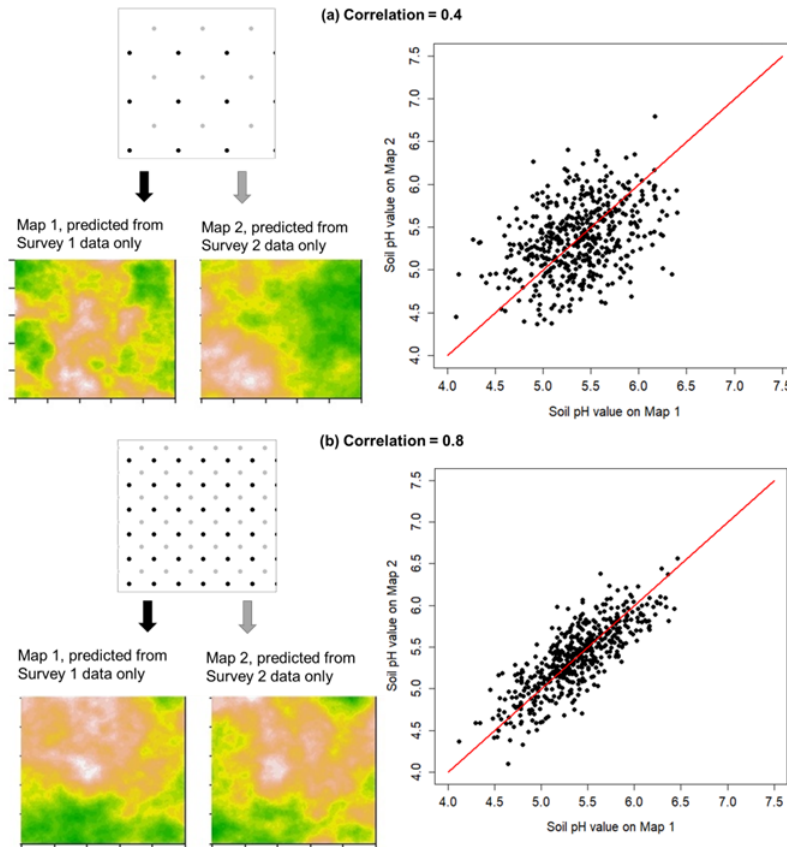 (a) Correlation = 0.4
Map 1, predicted from
Survey 1 data only
Map 2, predicted from
Survey 2 data only
7.5
7.0
6.5
6.0
5.5
5.0
4.5
4.0
Soil pH value on Map 2
4.0 4.5 5.0 5.5 6.0 6.5 7.0 7.5
Soil pH value on Map 1
(b) Correlation = 0.8
Map 1, predicted from
Survey 1 data only
Map 2, predicted from
Survey 2 data only
7.5
7.0
6.5
6.0
5.5
5.0
4.5
4.0
Soil pH value on Map 2
4.0 4.5 5.0 5.5 6.0 6.5 7.0 7.5
Soil pH value on Map 1